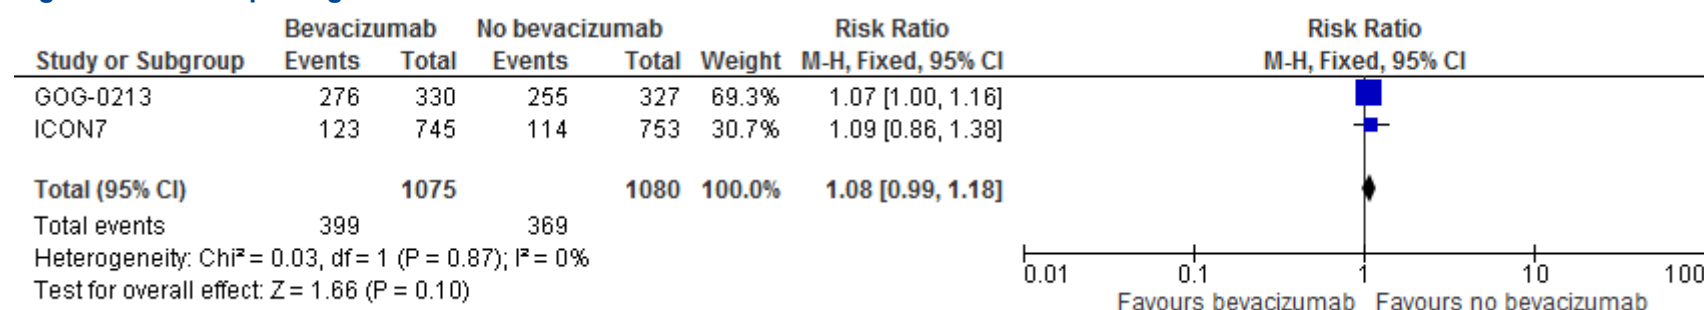 Bevacizumab No bevacizumab Risk Ratio Risk Ratio
Study or Subgroup Events Total Events Total Weight M-H, Fixed, 95% CI M-H, Fixed, 95% CI
GOG-0213 276 330 255 327 69.3% 1.07 [1.00, 1.16]
ICON7 123 745 114 753 30.7% 1.09 [0.86, 1.38]
Total (95% CI) 1075 1080 100.0% 1.08 [0.99, 1.18]
Total events 399 369
Heterogeneity: Chi² = 0.03, df = 1 (P = 0.87); I² = 0%
Test for overall effect: Z = 1.66 (P = 0.10)
0.01 0.1 1 10 100
Favours bevacizumab Favours no bevacizumab